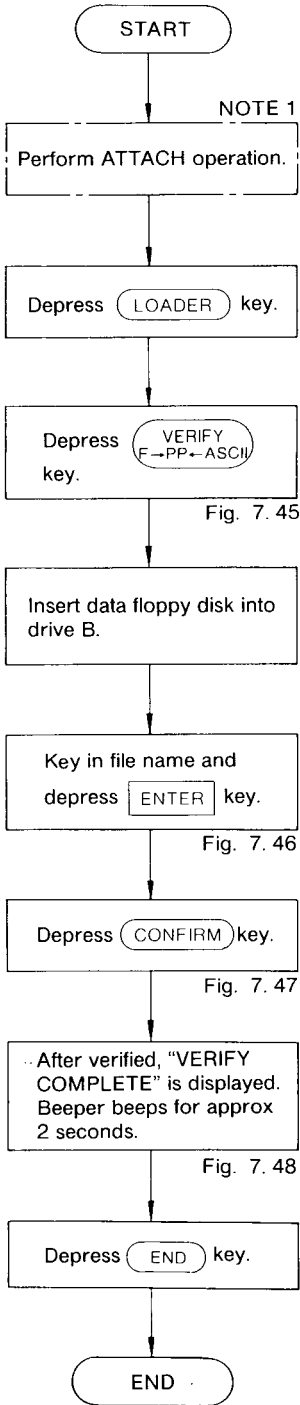 START
NOTE 1
Perform ATTACH operation.
Depress LOADER key.
Depress VERIFY
F→PP←ASCII
key.
Fig. 7. 45
Insert data floppy disk into
drive B.
Key in file name and
depress ENTER key.
Fig. 7. 46
Depress CONFIRM key.
Fig. 7. 47
After verified, “VERIFY
COMPLETE” is displayed.
Beeper beeps for approx
2 seconds.
Fig. 7. 48
Depress END key.
END